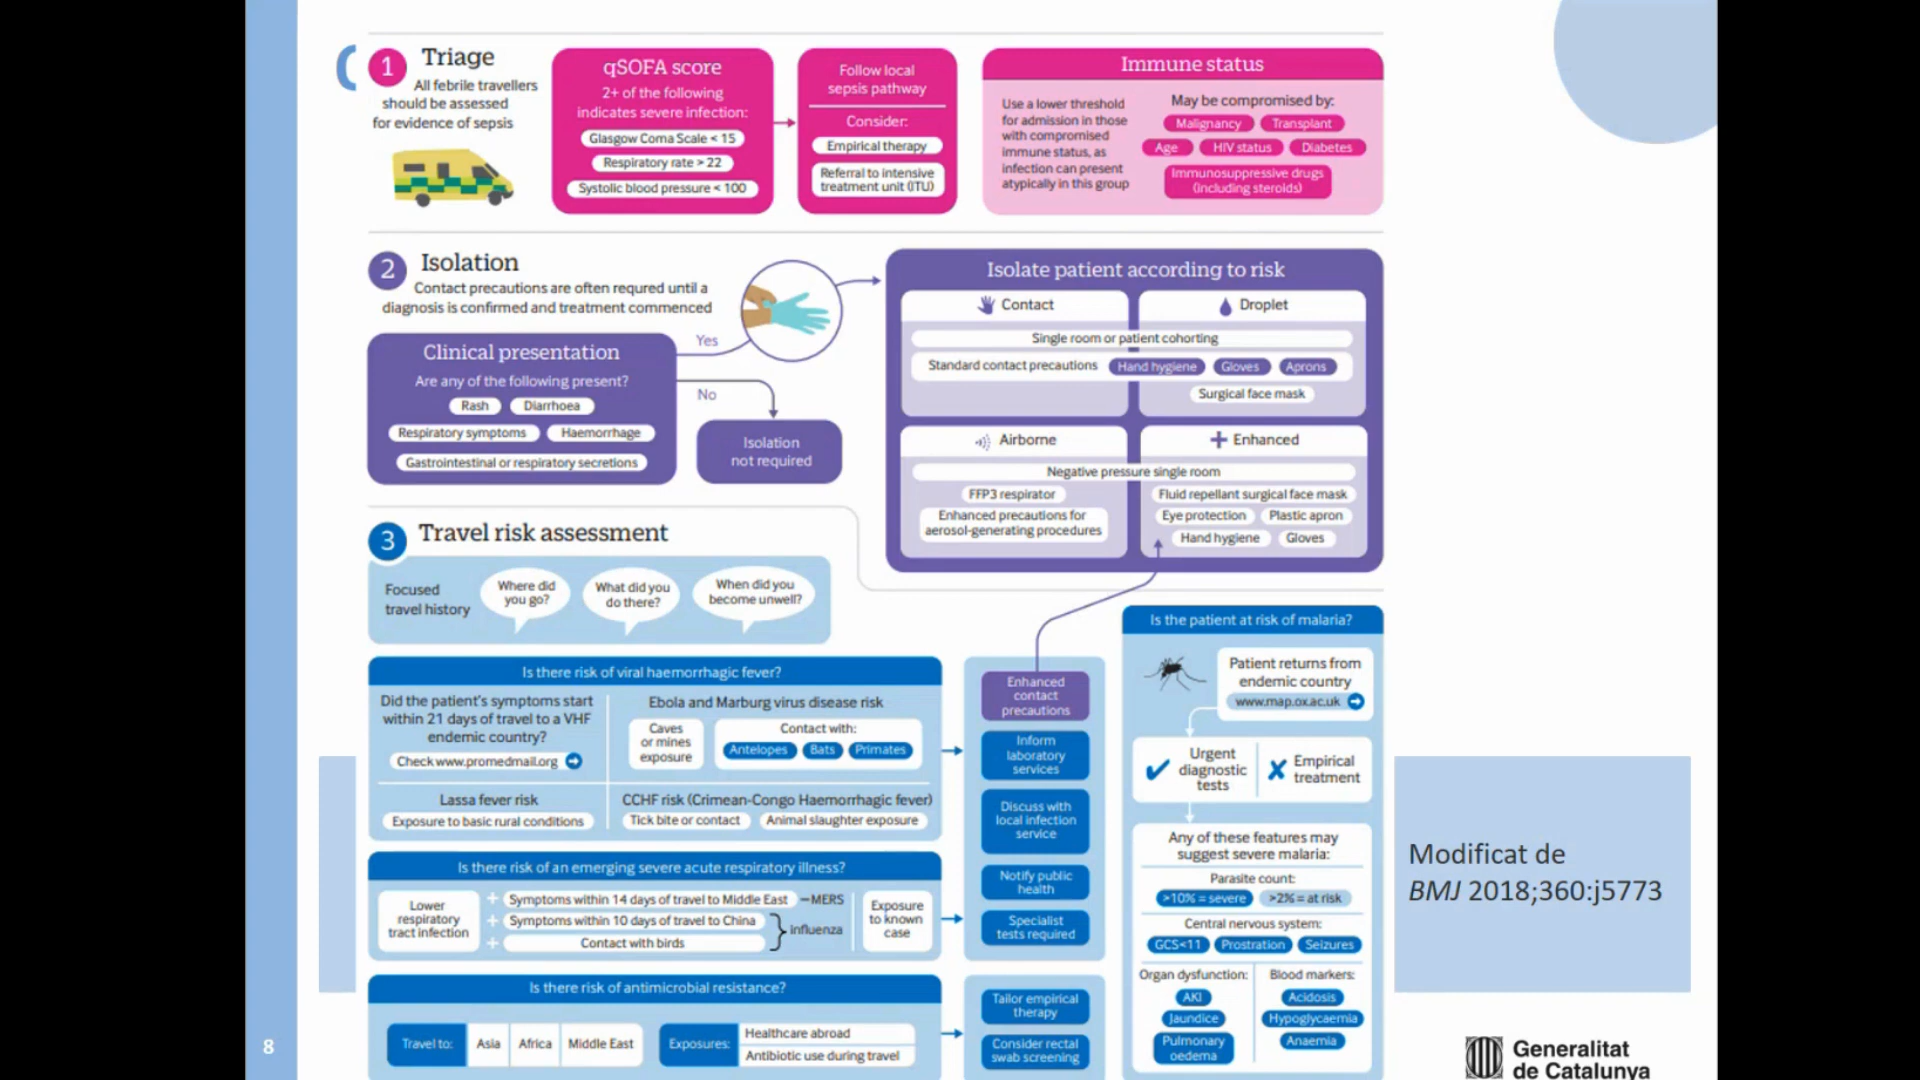 1 Triage
All febrile travellers
should be assessed
for evidence of sepsis
qSOFA score
2+ of the following
indicates severe infection:
Glasgow Coma Scale < 15
Respiratory rate > 22
Systolic blood pressure < 100
Follow local
sepsis pathway
Consider:
Empirical therapy
Referral to intensive
treatment unit (ITU)
Immune status
Use a lower threshold
for admission in those
with compromised
immune status, as
infection can present
atypically in this group
May be compromised by:
Malignancy Transplant
Age HIV status Diabetes
Immunosuppressive drugs
(including steroids)
2 Isolation
Contact precautions are often requred until a
diagnosis is confirmed and treatment commenced
Clinical presentation
Are any of the following present?
Rash Diarrhoea
Respiratory symptoms Haemorrhage
Gastrointestinal or respiratory secretions
Yes
No
Isolation
not required
Isolate patient according to risk
Contact Droplet
Single room or patient cohorting
Standard contact precautions Hand hygiene Gloves Aprons
Surgical face mask
Airborne Enhanced
Negative pressure single room
FFP3 respirator
Enhanced precautions for
aerosol-generating procedures
Fluid repellant surgical face mask
Eye protection Plastic apron
Hand hygiene Gloves
3 Travel risk assessment
Focused
travel history
Where did
you go?
What did you
do there?
When did you
become unwell?
Is there risk of viral haemorrhagic fever?
Did the patient's symptoms start
within 21 days of travel to a VHF
endemic country?
Check www.promedmail.org
Ebola and Marburg virus disease risk
Caves
or mines
exposure
Contact with:
Antelopes Bats Primates
Lassa fever risk
Exposure to basic rural conditions
CCHF risk (Crimean-Congo Haemorrhagic fever)
Tick bite or contact Animal slaughter exposure
Is there risk of an emerging severe acute respiratory illness?
Lower
respiratory
tract infection
+ Symptoms within 14 days of travel to Middle East – MERS
+ Symptoms within 10 days of travel to China
+ Contact with birds
Influenza
Exposure
to known
case
Is there risk of antimicrobial resistance?
Travel to: Asia Africa Middle East
Exposures:
Healthcare abroad
Antibiotic use during travel
Enhanced
contact
precautions
Inform
laboratory
services
Discuss with
local infection
service
Notify public
health
Specialist
tests required
Tailor empirical
therapy
Consider rectal
swab screening
Is the patient at risk of malaria?
Patient returns from
endemic country
www.map.ox.ac.uk
Urgent
diagnostic
tests
Empirical
treatment
Any of these features may
suggest severe malaria:
Parasite count:
>10% = severe >2% = at risk
Central nervous system:
GCS<11 Prostration Seizures
Organ dysfunction:
AKI
Jaundice
Pulmonary
oedema
Blood markers:
Acidosis
Hypoglycaemia
Anaemia
Modificat de
BMJ 2018;360:j5773
8
Generalitat
de Catalunya